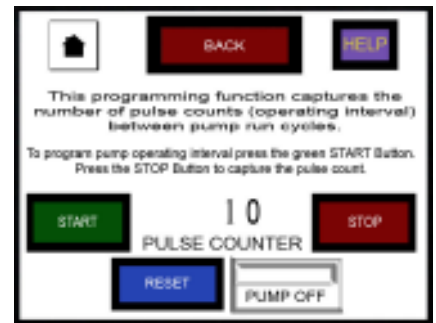 BACK
HELP
This programming function captures the
number of pulse counts (operating interval)
between pump run cycles.
To program pump operating interval press the green START Button.
Press the STOP Button to capture the pulse count.
START
10
STOP
PULSE COUNTER
RESET
PUMP OFF